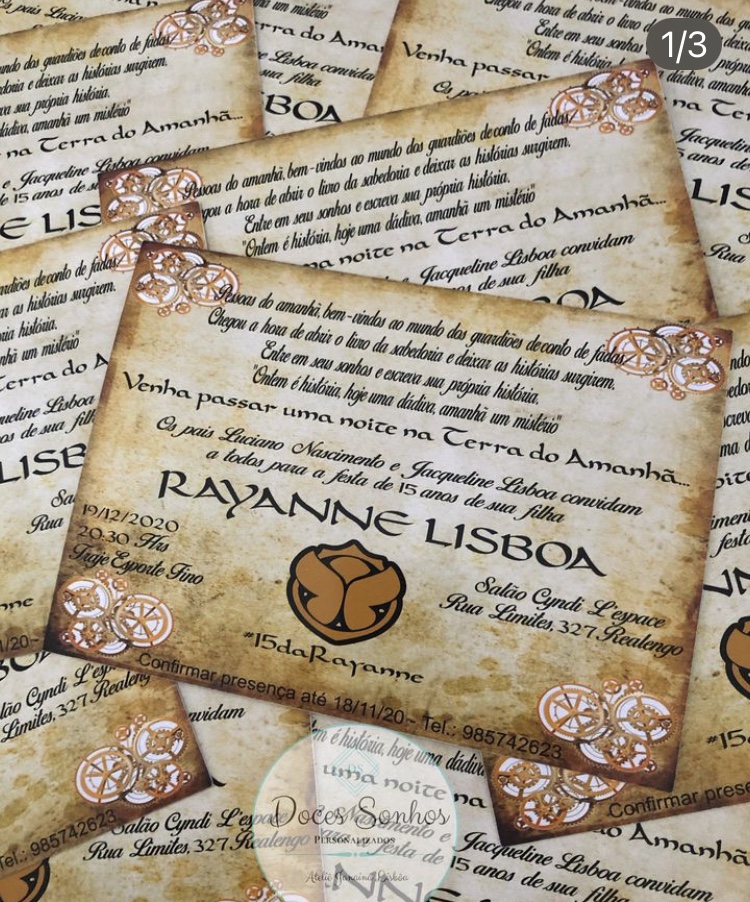 1/3
Pessoas do amanhã, bem-vindos ao mundo dos guardiões de conto de fadas,
Chegou a hora de abrir o livro da sabedoria e deixar as histórias surgirem.
Entre em seus sonhos e escreva sua própria história.
"Ontem é história, hoje uma dádiva, amanhã um mistério"
Venha passar uma noite na Terra do Amanhã...
Os pais Luciano Nascimento e Jacqueline Lisboa convidam
a todos para a festa de 15 anos de sua filha
RAYANNE LISBOA
19/12/2020
20:30 Hrs
Traje Esporte Fino
Salão Cyndi L'espace
Rua Limites, 327 Realengo
#15daRayanne
Confirmar presença até 18/11/20 - Tel.: 985742623
Doces Sonhos
PERSONALIZADOS